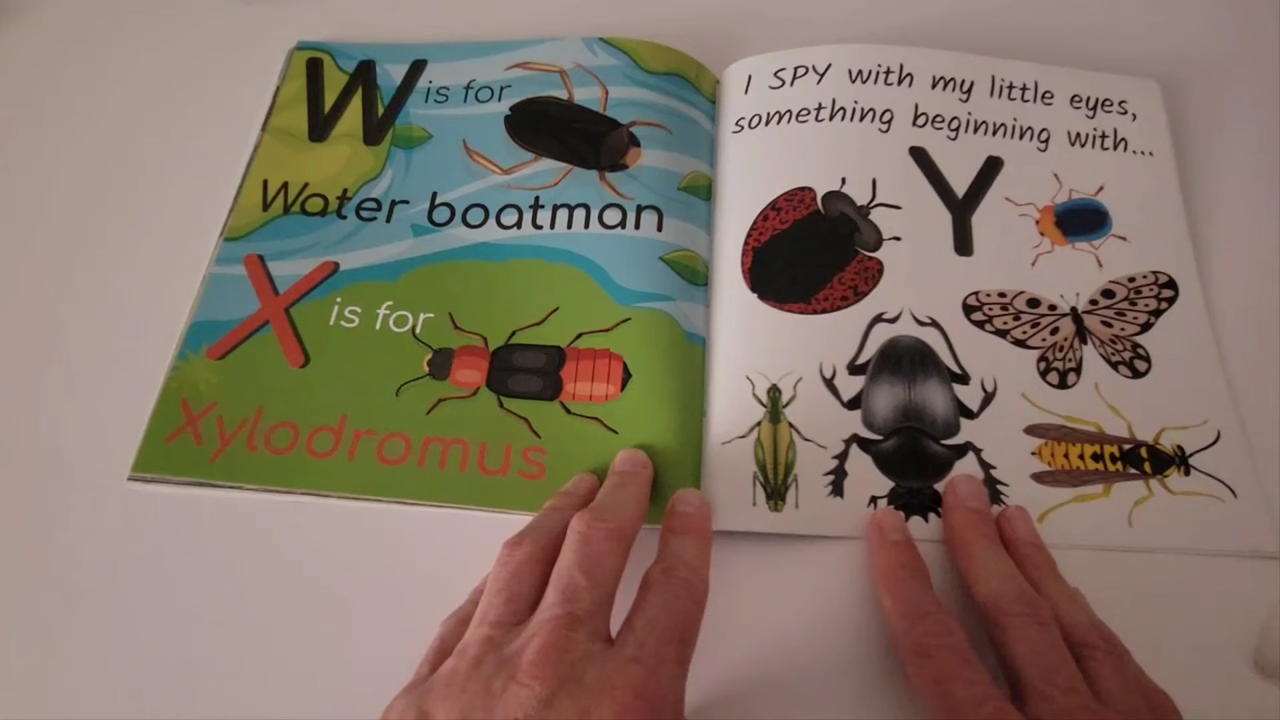 W is for
Water boatman
X is for
Xylodromus
I SPY with my little eyes,
something beginning with...
Y